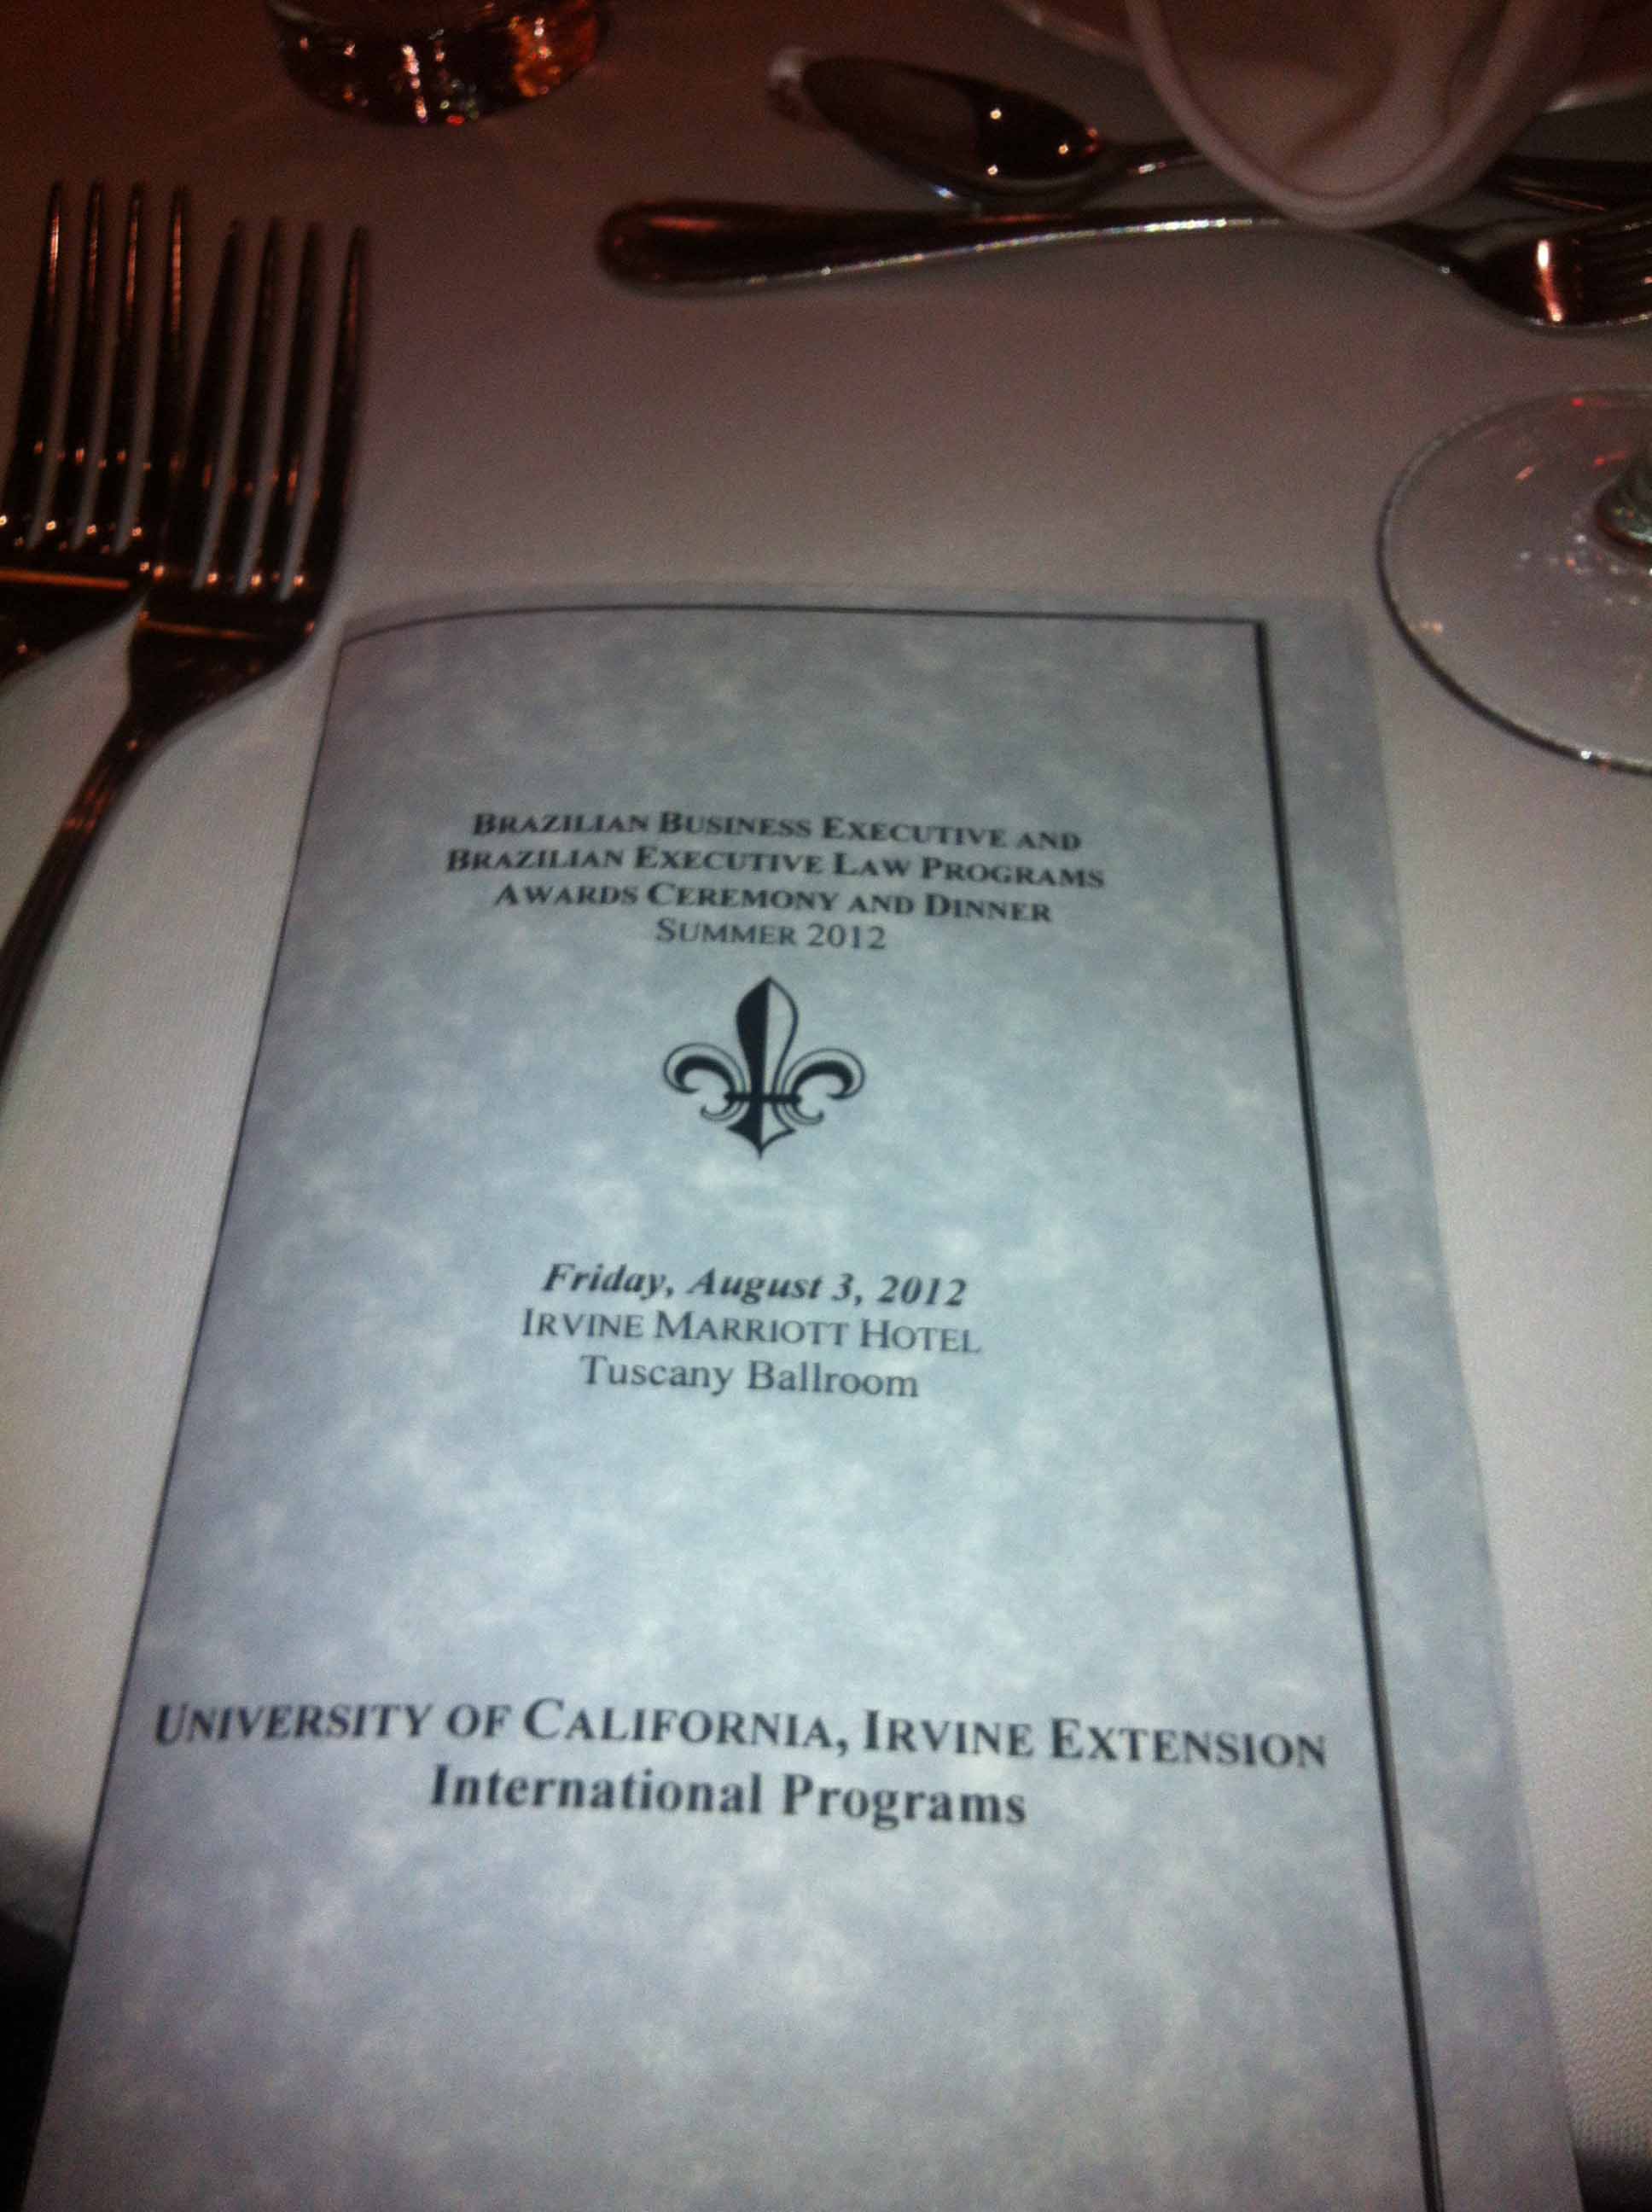 BRAZILIAN BUSINESS EXECUTIVE AND
BRAZILIAN EXECUTIVE LAW PROGRAMS
AWARDS CEREMONY AND DINNER
SUMMER 2012
Friday, August 3, 2012
IRVINE MARRIOTT HOTEL
Tuscany Ballroom
UNIVERSITY OF CALIFORNIA, IRVINE EXTENSION
International Programs